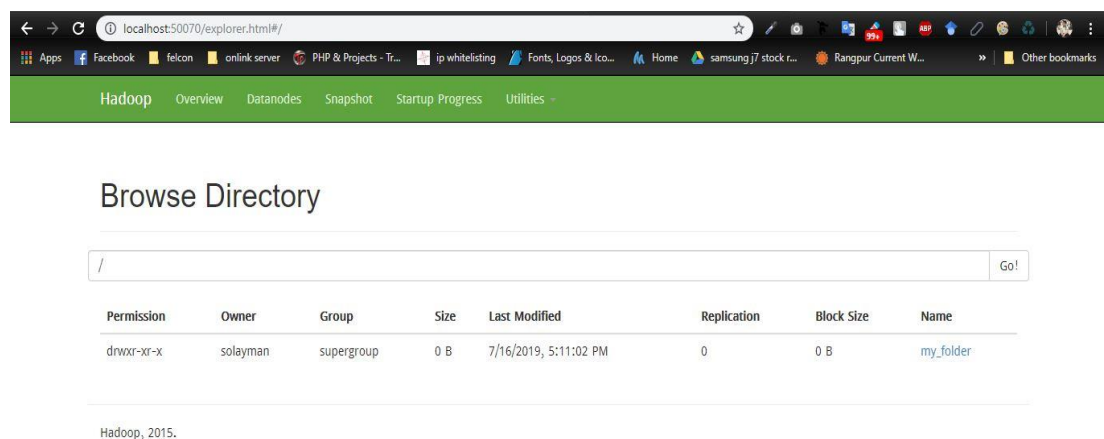 localhost:50070/explorer.html#/
Apps Facebook felcon onlink server PHP & Projects - Tr... ip whitelisting Fonts, Logos & Ico... Home samsung j7 stock r... Rangpur Current W... » Other bookmarks
99+ ABP
Hadoop Overview Datanodes Snapshot Startup Progress Utilities
Browse Directory
/ Go!
Permission Owner Group Size Last Modified Replication Block Size Name
drwxr-xr-x solayman supergroup 0 B 7/16/2019, 5:11:02 PM 0 0 B my_folder
Hadoop, 2015.